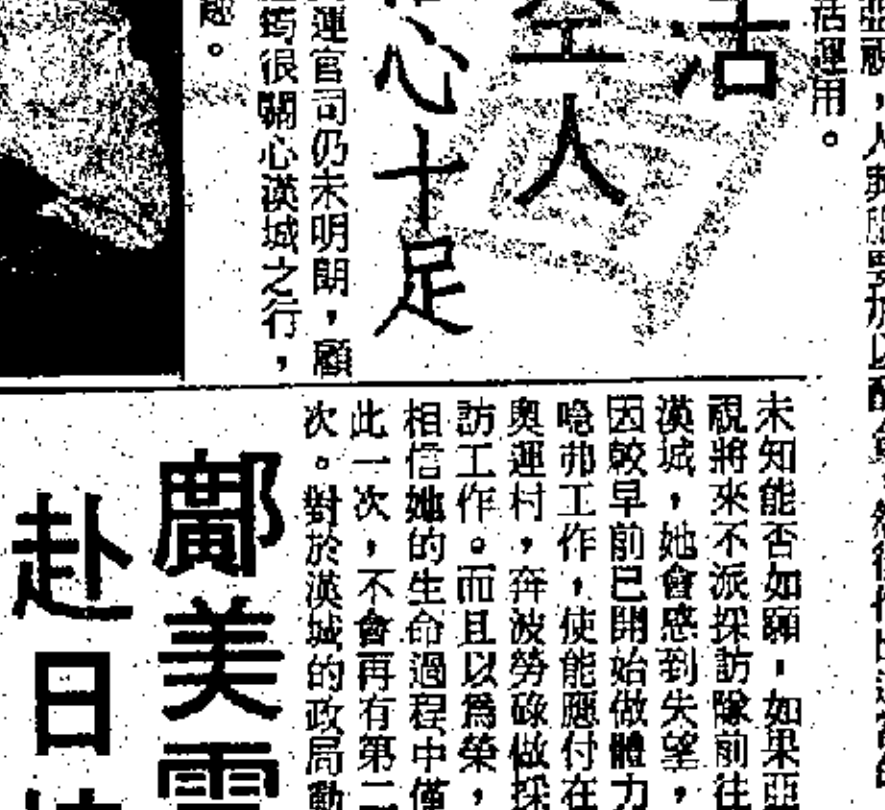 活運用。
活
全人
心十足
運官司仍未明朗，顧
筠很關心漢城之行，
趣。
未知能否如願，如果亞
視將來不派採訪隊前往
漢城，她會感到失望，
因較早前已開始做體力
喼弗工作，使能應付在
奧運村，奔波勞碌做採
訪工作。而且以爲榮，
相信她的生命過程中僅
此一次，不會再有第二
次。對於漢城的政局動
鄺美雲
赴日